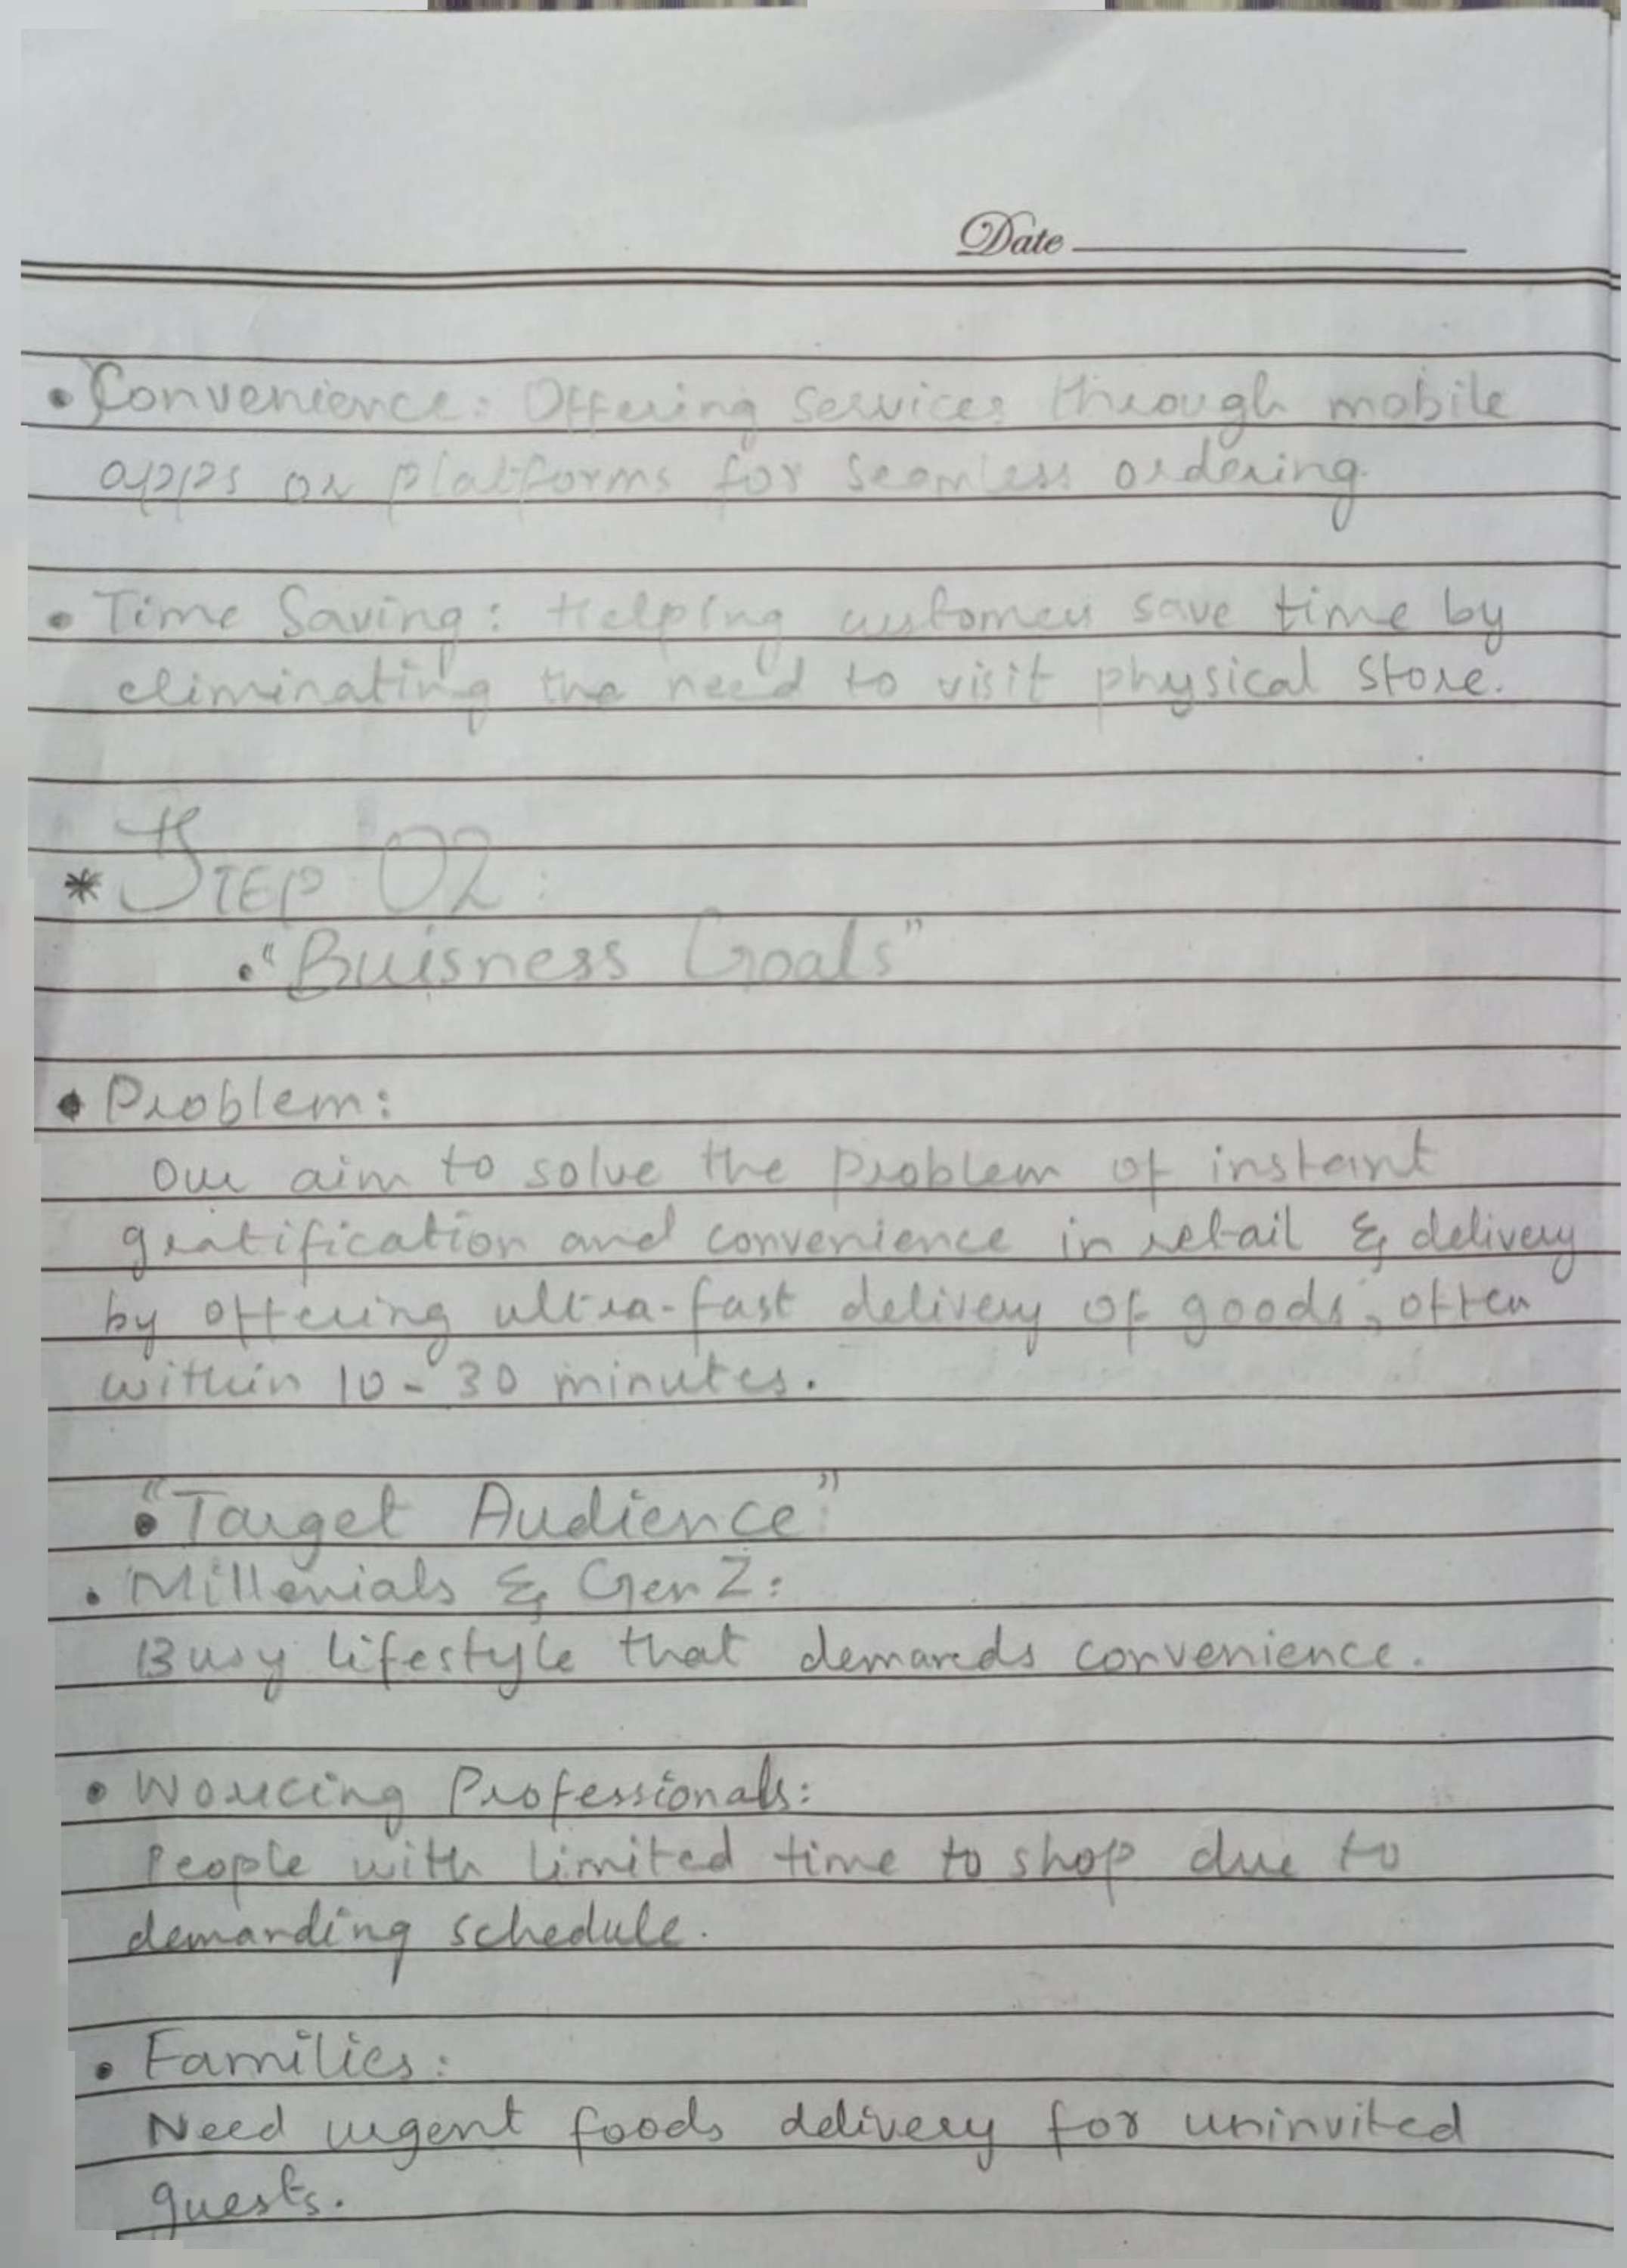 Date
• Convenience: Offering services through mobile
apps or platforms for seamless ordering.
• Time Saving: Helping customers save time by
eliminating the need to visit physical store.
* STEP 02:
• "Buisness Goals"
• Problem:
Our aim to solve the problem of instant
gratification and convenience in retail & delivery
by offering ultra-fast delivery of goods, often
within 10 - 30 minutes.
• "Target Audience":
• Millenials & Gen Z:
Busy lifestyle that demands convenience.
• Working Professionals:
People with limited time to shop due to
demanding schedule.
• Families:
Need urgent foods delivery for uninvited
guests.